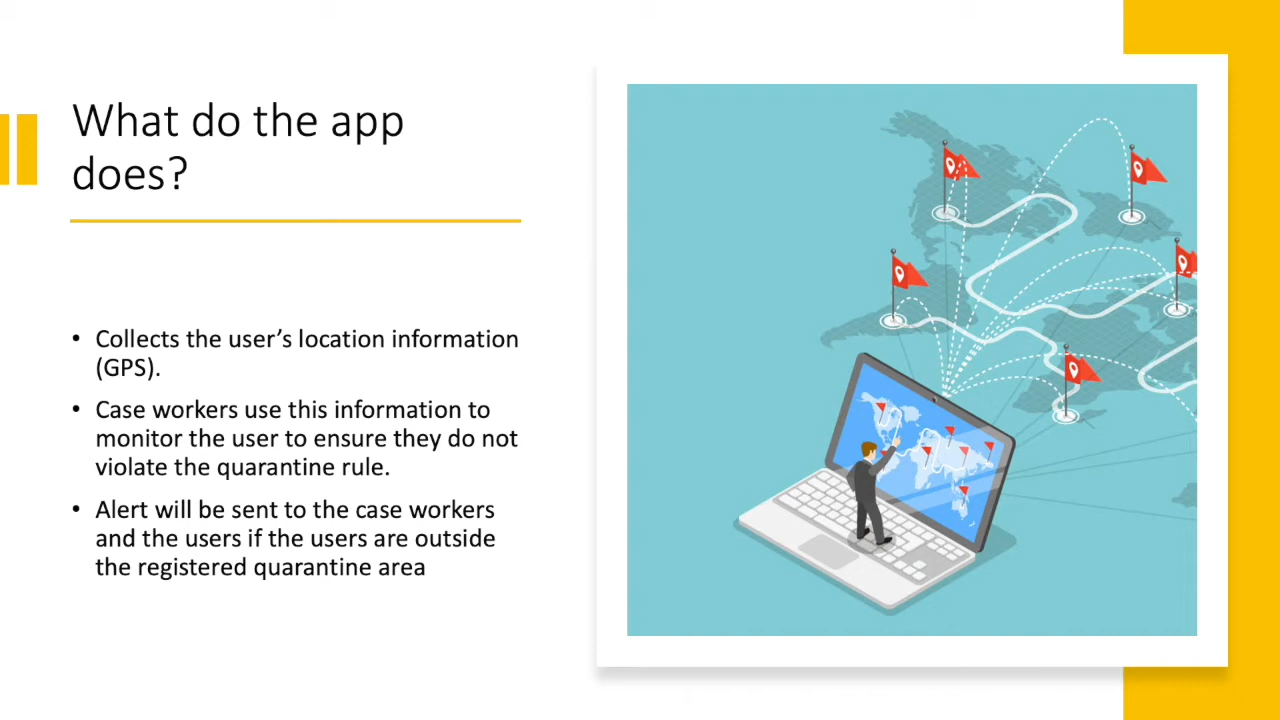 What do the app
does?
• Collects the user’s location information
(GPS).
• Case workers use this information to
monitor the user to ensure they do not
violate the quarantine rule.
• Alert will be sent to the case workers
and the users if the users are outside
the registered quarantine area